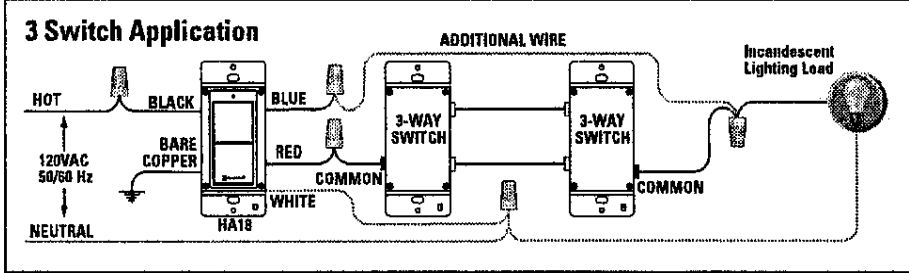 3 Switch Application
ADDITIONAL WIRE
Incandescent
Lighting Load
HOT
BLACK
BLUE
3-WAY
SWITCH
3-WAY
SWITCH
BARE
COPPER
RED
120VAC
50/60 Hz
COMMON
COMMON
WHITE
HA18
NEUTRAL